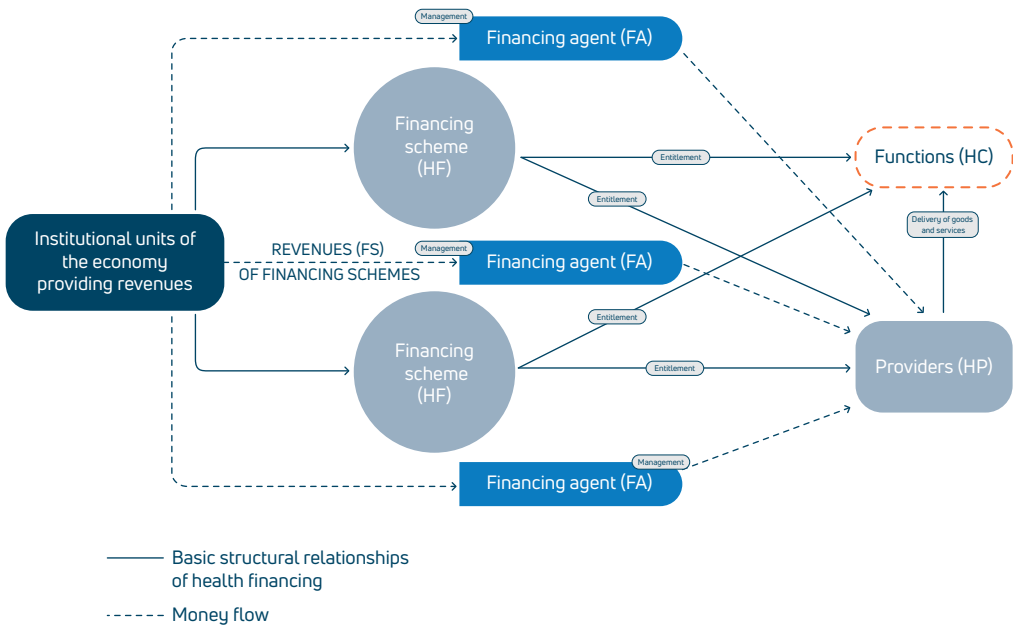 Management
Financing agent (FA)
Financing
scheme
(HF)
Entitlement
Functions (HC)
Entitlement
Delivery of goods
and services
Institutional units of
the economy
providing revenues
REVENUES (FS)
OF FINANCING SCHEMES
Management
Financing agent (FA)
Entitlement
Financing
scheme
(HF)
Entitlement
Providers (HP)
Management
Financing agent (FA)
Basic structural relationships
of health financing
Money flow